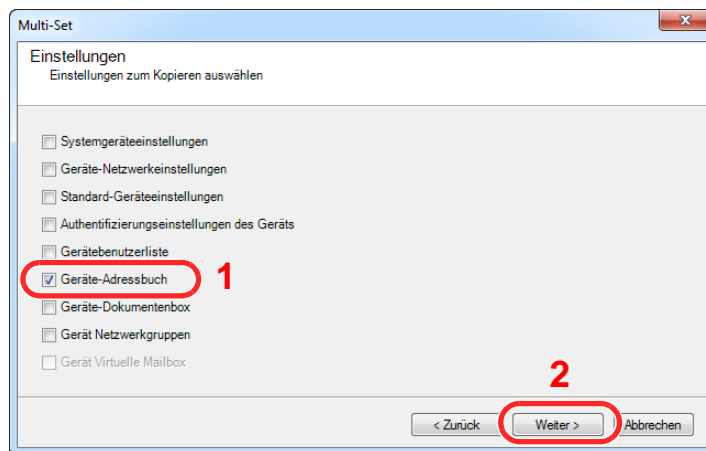 Multi-Set
Einstellungen
Einstellungen zum Kopieren auswählen
Systemgeräteeinstellungen
Geräte-Netzwerkeinstellungen
Standard-Geräteeinstellungen
Authentifizierungseinstellungen des Geräts
Gerätebenutzerliste
Geräte-Adressbuch 1
Geräte-Dokumentenbox
Gerät Netzwerkgruppen
Gerät Virtuelle Mailbox
2
< Zurück Weiter > Abbrechen